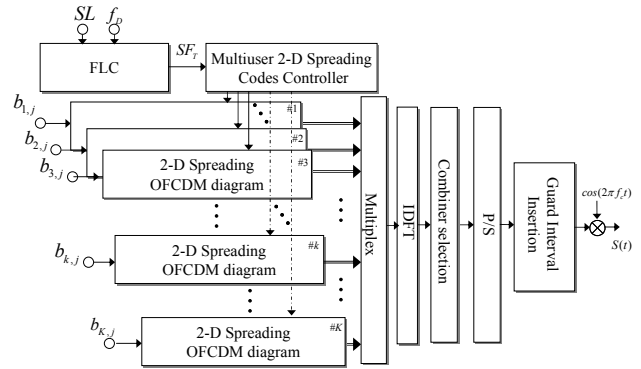 SL f_D
FLC
SF_T
Multiuser 2-D Spreading
Codes Controller
b_{1,j}
#1
b_{2,j}
#2
b_{3,j}
#3
2-D Spreading
OFCDM diagram
b_{k,j}
#k
2-D Spreading
OFCDM diagram
b_{K,j}
#K
2-D Spreading
OFCDM diagram
Multiplex
IDFT
Combiner selection
P/S
Guard Interval
Insertion
cos(2πf_ct)
S(t)